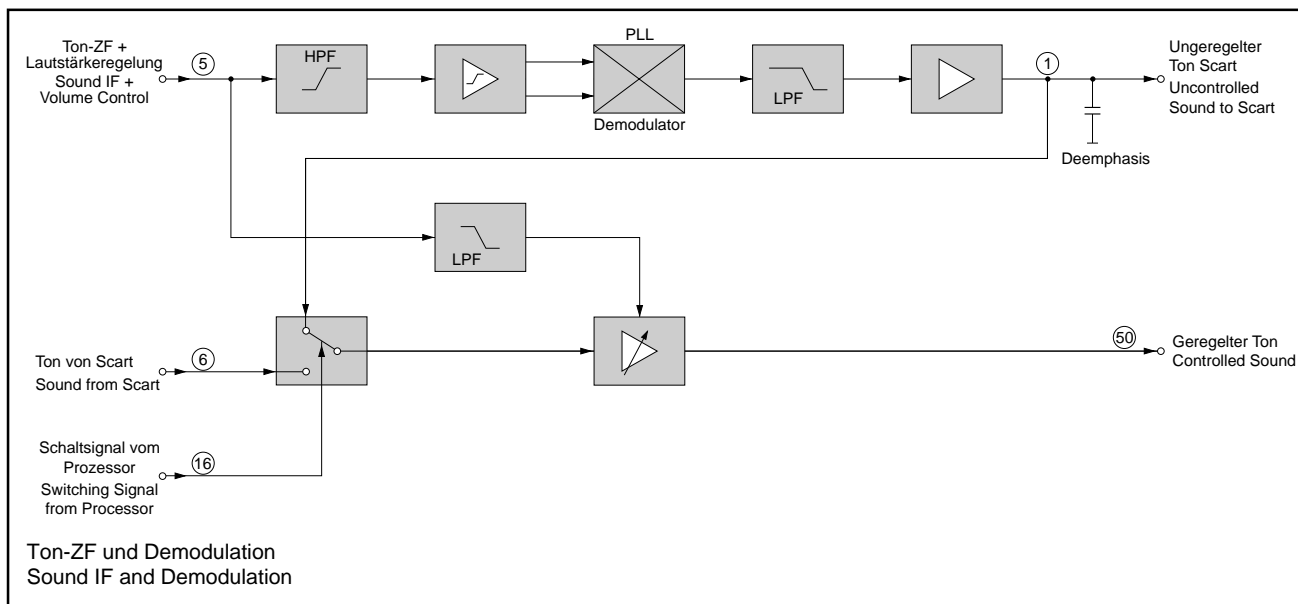 Ton-ZF +
Lautstärkeregelung
Sound IF +
Volume Control
5
HPF
PLL
Demodulator
LPF
1
Ungeregelter
Ton Scart
Uncontrolled
Sound to Scart
Deemphasis
LPF
Ton von Scart
Sound from Scart
6
50
Geregelter Ton
Controlled Sound
Schaltsignal vom
Prozessor
Switching Signal
from Processor
16
Ton-ZF und Demodulation
Sound IF and Demodulation